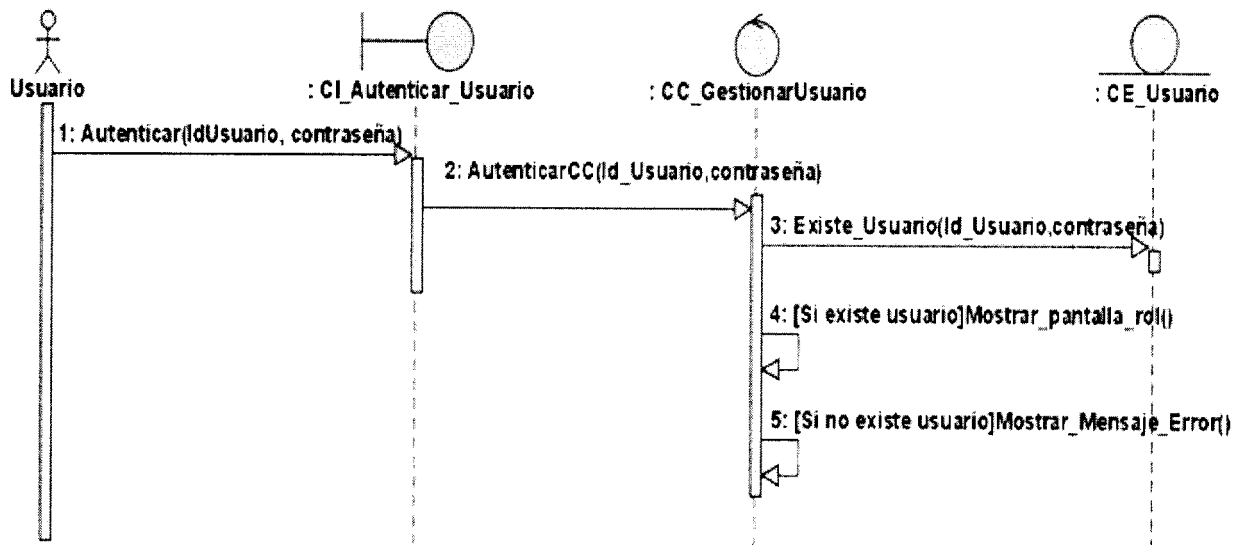 Usuario
: CI_Autenticar_Usuario
: CC_GestionarUsuario
: CE_Usuario
1: Autenticar(IdUsuario, contraseña)
2: AutenticarCC(Id_Usuario,contraseña)
3: Existe_Usuario(Id_Usuario,contraseña)
4: [Si existe usuario]Mostrar_pantalla_rol()
5: [Si no existe usuario]Mostrar_Mensaje_Error()